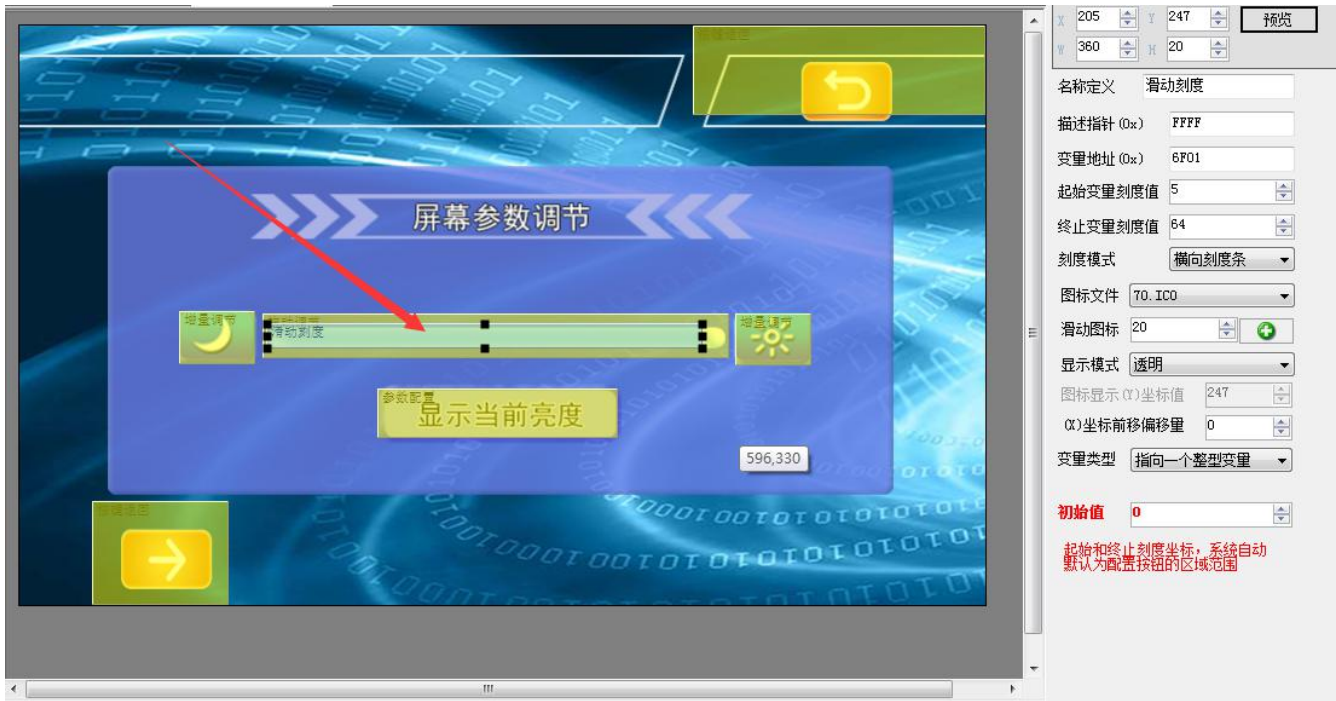 X 205 Y 247 预览
W 360 H 20
名称定义 滑动刻度
描述指针(0x) FFFF
变量地址(0x) 6F01
起始变量刻度值 5
终止变量刻度值 64
刻度模式 横向刻度条
图标文件 70.ICO
滑动图标 20
显示模式 透明
图标显示(Y)坐标值 247
(X)坐标前移偏移量 0
变量类型 指向一个整型变量
初始值 0
起始和终止刻度坐标，系统自动
默认为配置按钮的区域范围
屏幕参数调节
增量调节
滑动刻度
增量调节
参数配置
显示当前亮度
596,330